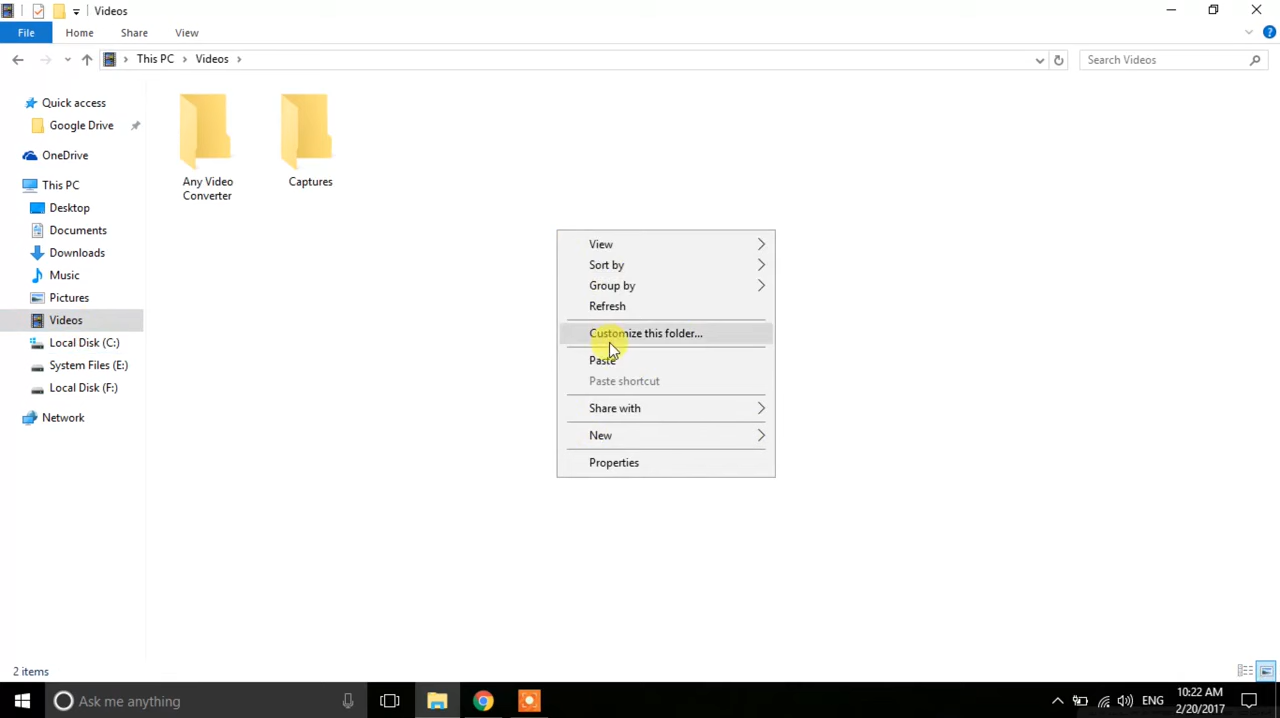 Videos
File Home Share View
This PC Videos
Search Videos
Quick access
Google Drive
OneDrive
This PC
Desktop
Documents
Downloads
Music
Pictures
Videos
Local Disk (C:)
System Files (E:)
Local Disk (F:)
Network
Any Video
Converter
Captures
View
Sort by
Group by
Refresh
Customize this folder...
Paste
Paste shortcut
Share with
New
Properties
2 items
Ask me anything
ENG
10:22 AM
2/20/2017